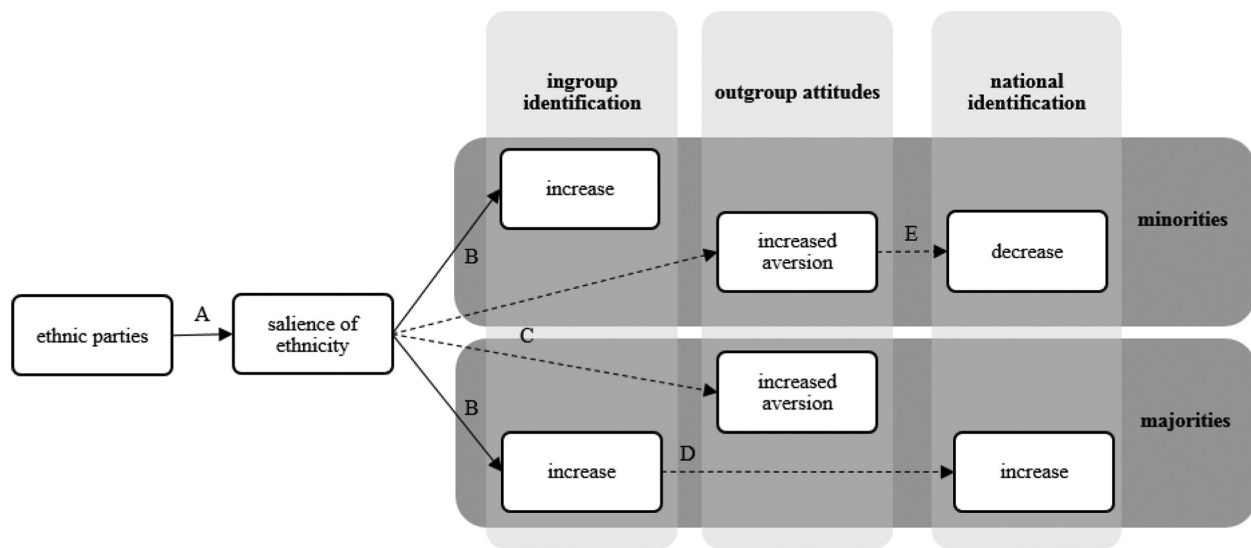 ingroup
identification
outgroup attitudes
national
identification
increase
minorities
B
increased
aversion
E
decrease
ethnic parties
A
salience of
ethnicity
C
increased
aversion
majorities
B
increase
D
increase